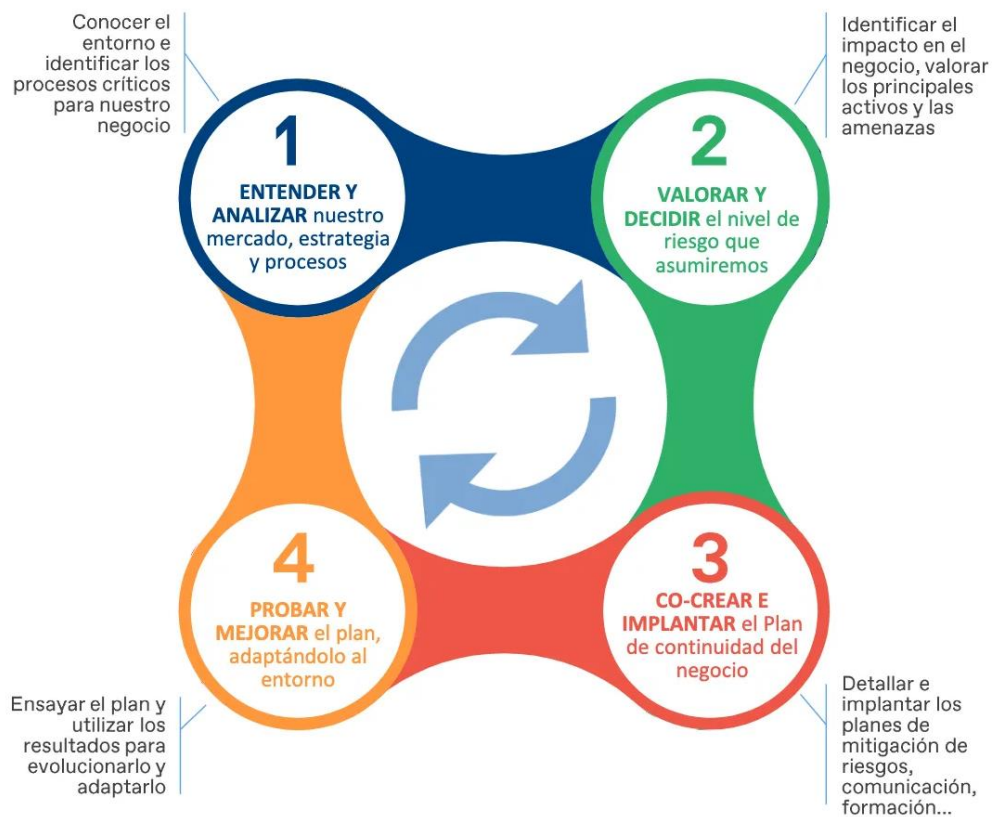 Conocer el
entorno e
identificar los
procesos críticos
para nuestro
negocio
1
ENTENDER Y
ANALIZAR nuestro
mercado, estrategia
y procesos
Identificar el
impacto en el
negocio, valorar
los principales
activos y las
amenazas
2
VALORAR Y
DECIDIR el nivel de
riesgo que
asumiremos
3
CO-CREAR E
IMPLANTAR el Plan
de continuidad del
negocio
Detallar e
implantar los
planes de
mitigación de
riesgos,
comunicación,
formación...
4
PROBAR Y
MEJORAR el plan,
adaptándolo al
entorno
Ensayar el plan y
utilizar los
resultados para
evolucionarlo y
adaptarlo